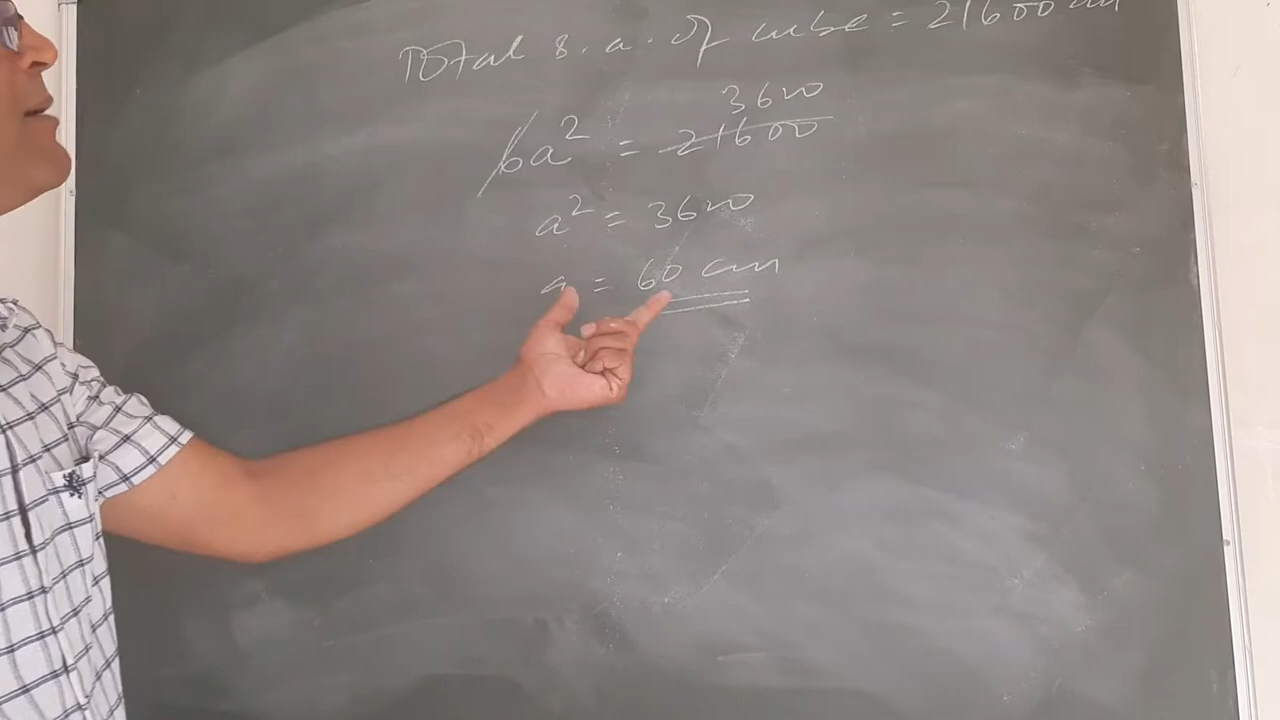 Total s.a. of cube = 21600 cm
3600
6a² = 21600
a² = 3600
a = 60 cm